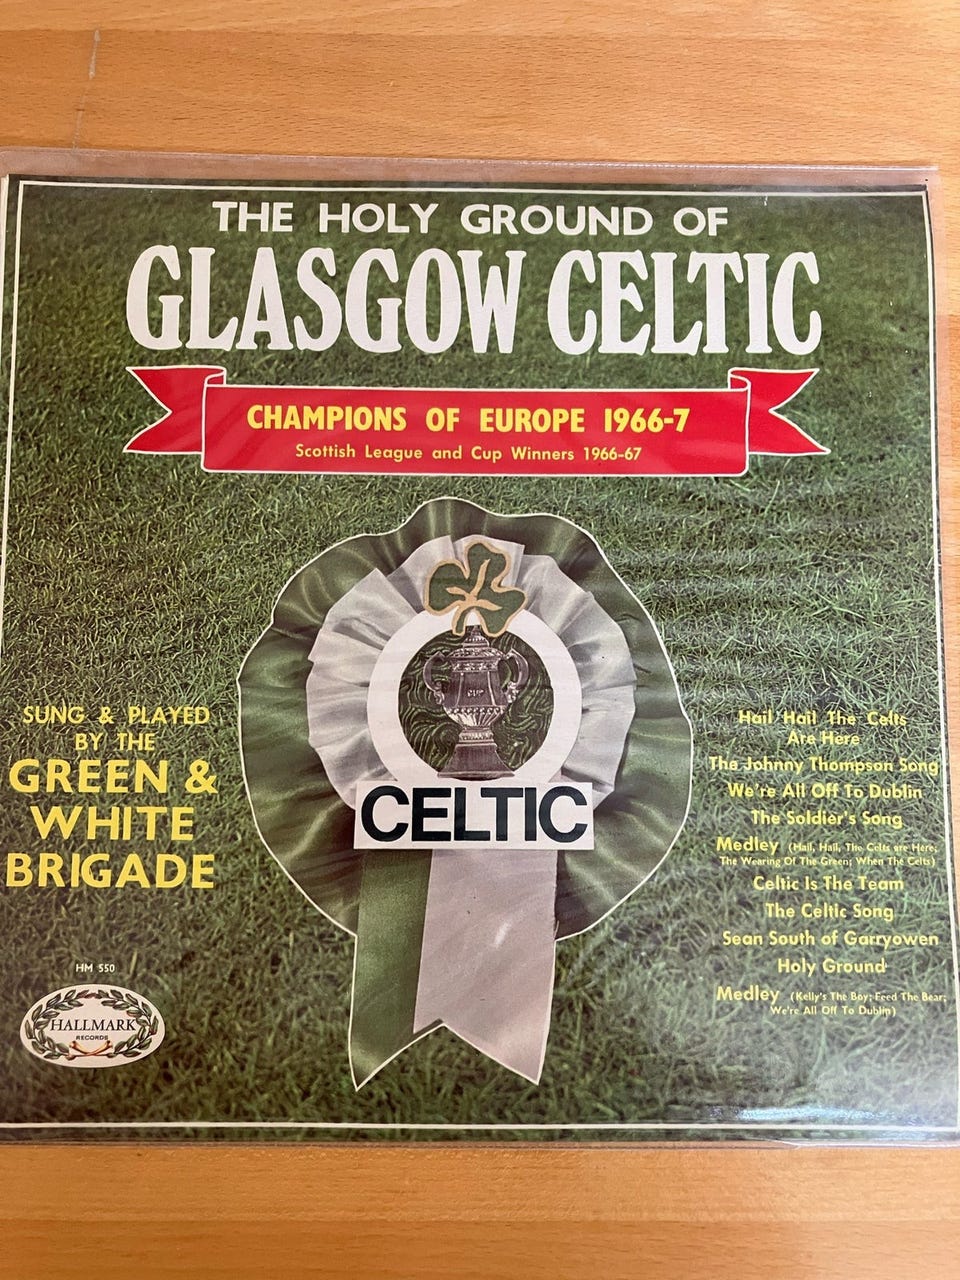 THE HOLY GROUND OF
GLASGOW CELTIC
CHAMPIONS OF EUROPE 1966-7
Scottish League and Cup Winners 1966-67
CUP
CELTIC
SUNG & PLAYED
BY THE
GREEN &
WHITE
BRIGADE
HM 550
HALLMARK
RECORDS
Hail Hail The Celts
Are Here
The Johnny Thompson Song
We're All Off To Dublin
The Soldier's Song
Medley (Hail, Hail, The Celts are Here;
The Wearing Of The Green; When The Celts)
Celtic Is The Team
The Celtic Song
Sean South of Garryowen
Holy Ground
Medley (Kelly's The Boy; Feed The Bear;
We're All Off To Dublin)